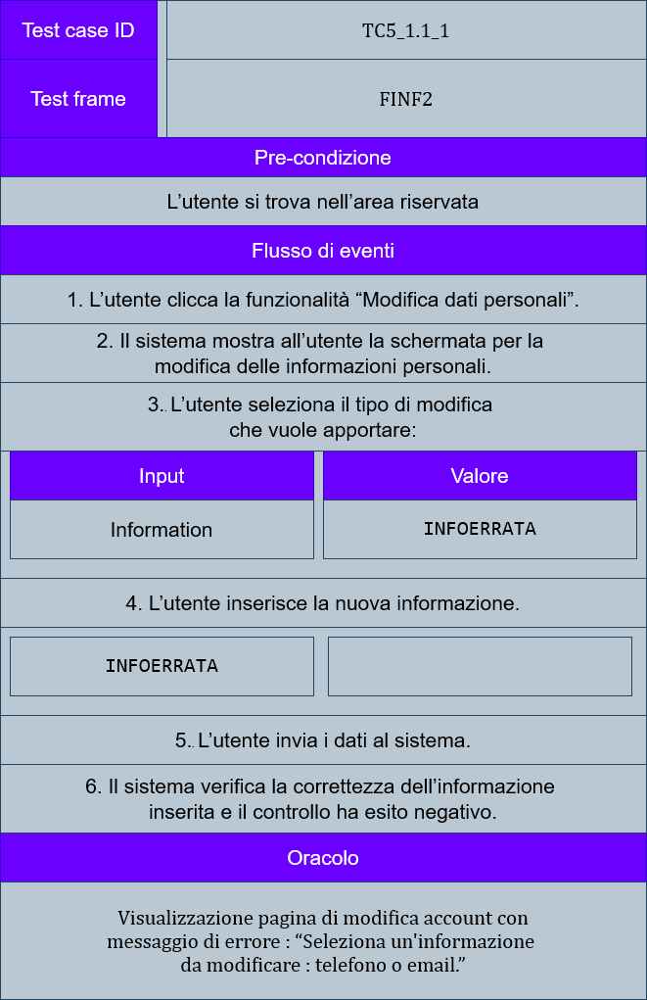 Test case ID
TC5_1.1_1
Test frame
FINF2
Pre-condizione
L’utente si trova nell’area riservata
Flusso di eventi
1. L’utente clicca la funzionalità “Modifica dati personali”.
2. Il sistema mostra all’utente la schermata per la
modifica delle informazioni personali.
3.. L’utente seleziona il tipo di modifica
che vuole apportare:
Input
Valore
Information
INFOERRATA
4. L’utente inserisce la nuova informazione.
INFOERRATA
5.. L’utente invia i dati al sistema.
6. Il sistema verifica la correttezza dell’informazione
inserita e il controllo ha esito negativo.
Oracolo
Visualizzazione pagina di modifica account con
messaggio di errore : “Seleziona un'informazione
da modificare : telefono o email.”